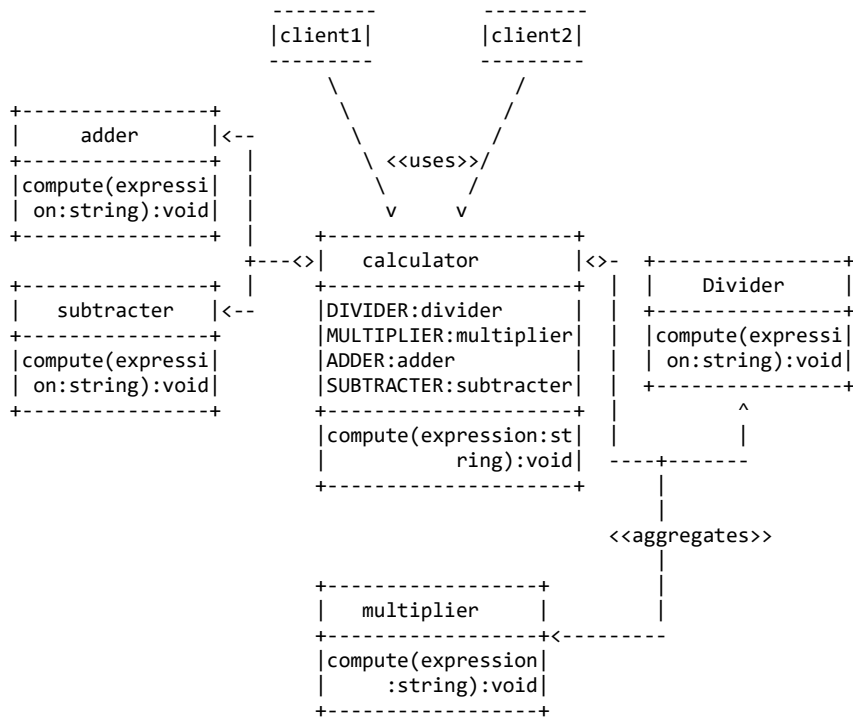 client1 client2
adder
<<uses>>
compute(expressi
on:string):void
calculator
Divider
subtracter
DIVIDER:divider
compute(expressi
MULTIPLIER:multiplier
on:string):void
compute(expressi
ADDER:adder
on:string):void
SUBTRACTER:subtracter
compute(expression:st
ring):void
<<aggregates>>
multiplier
compute(expression
:string):void